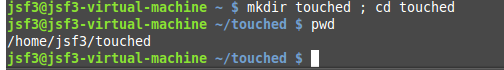 jsf3@jsf3-virtual-machine ~ $ mkdir touched ; cd touched
jsf3@jsf3-virtual-machine ~/touched $ pwd
/home/jsf3/touched
jsf3@jsf3-virtual-machine ~/touched $